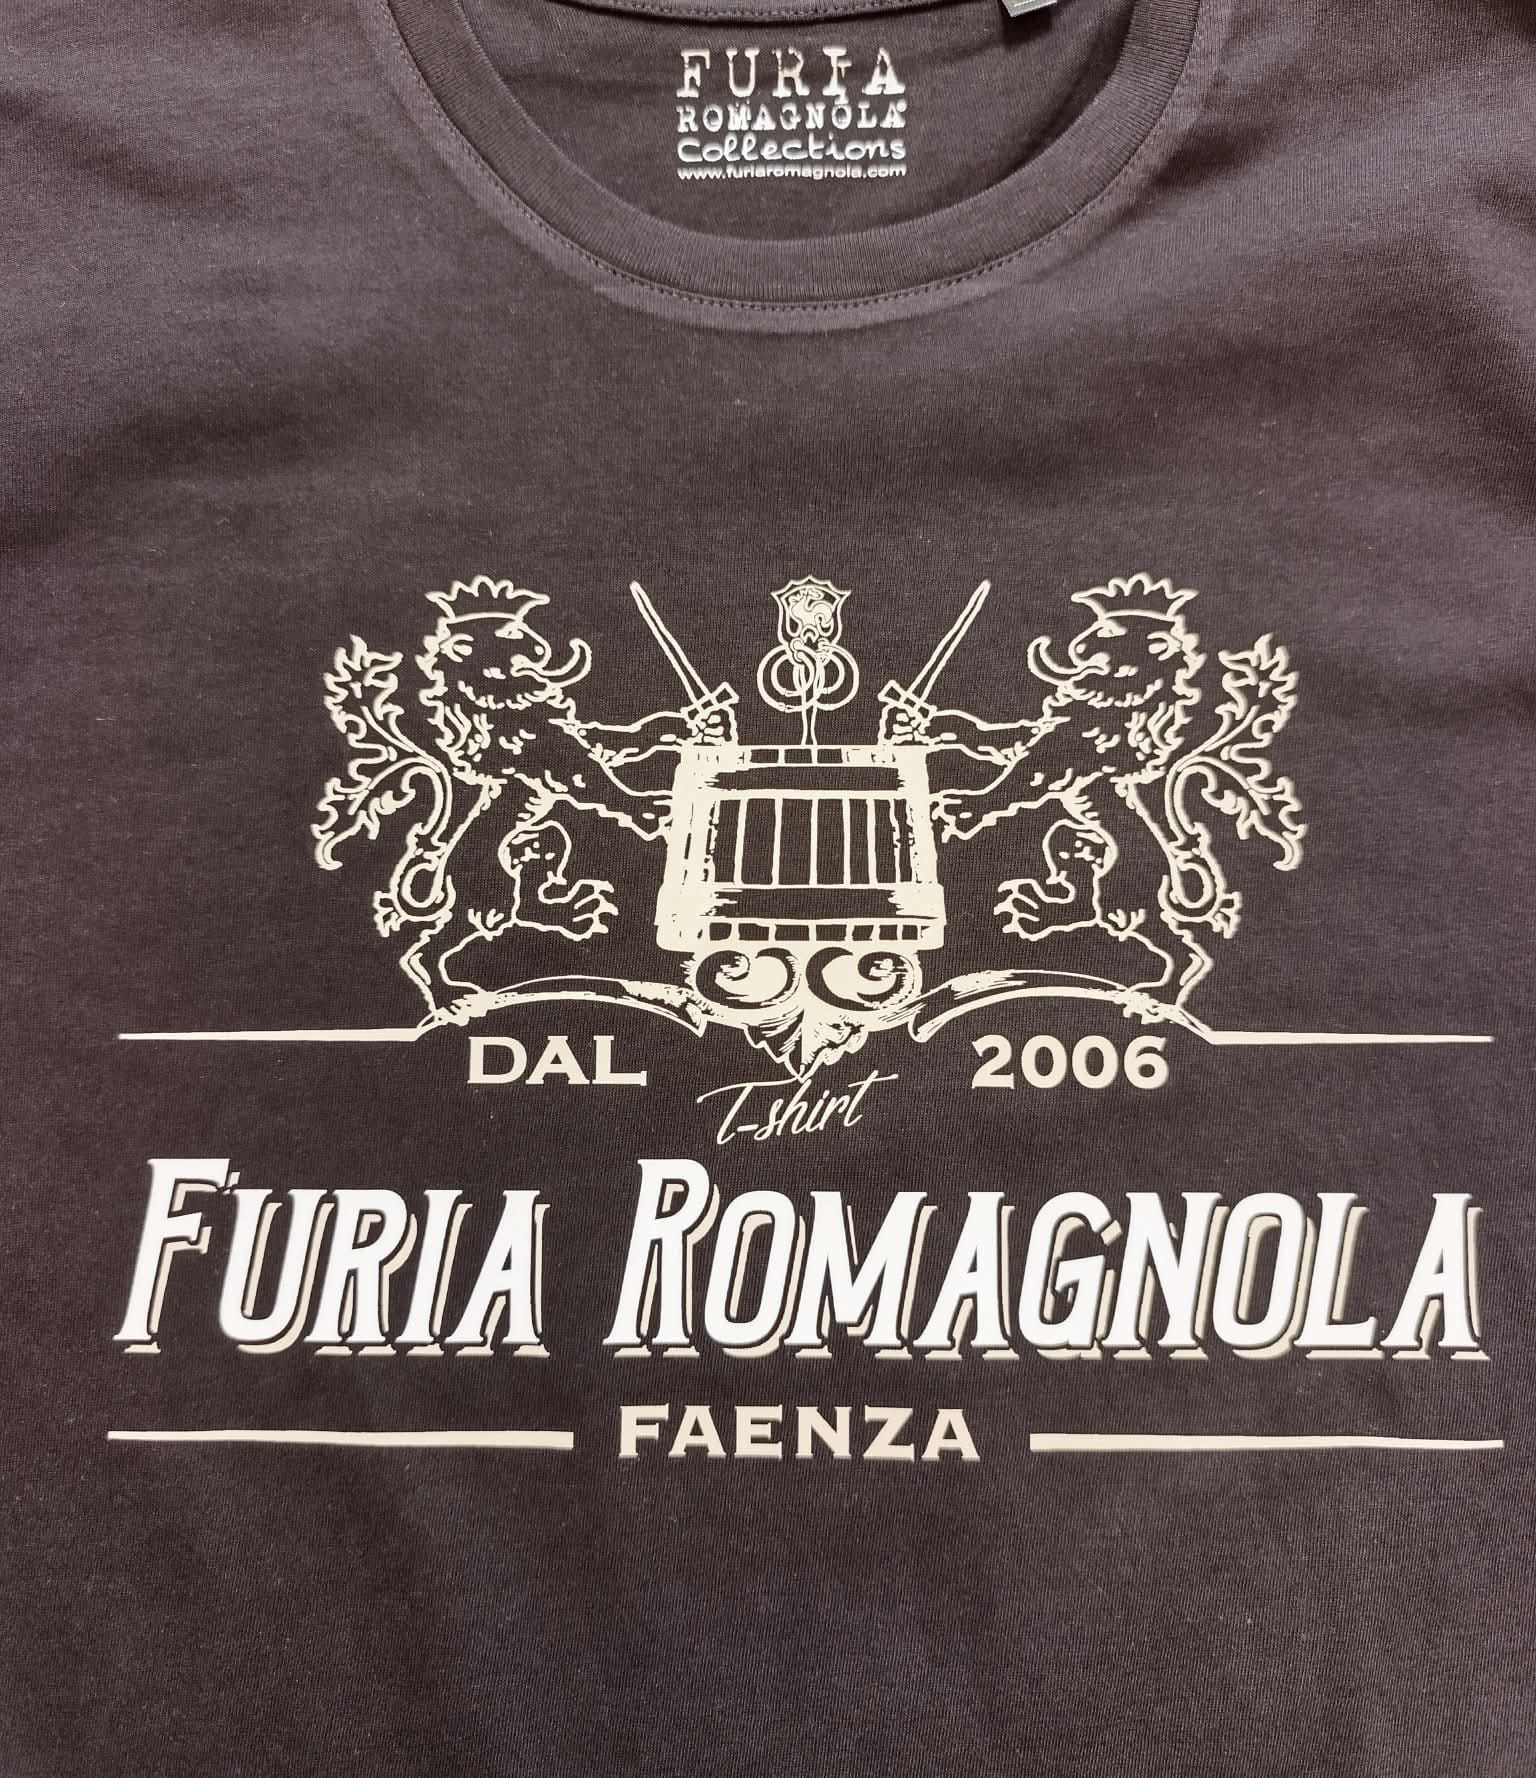 FURIA
ROMAGNOLA®
Collections
www.furiaromagnola.com
DAL 2006
T-shirt
FURIA ROMAGNOLA
FAENZA